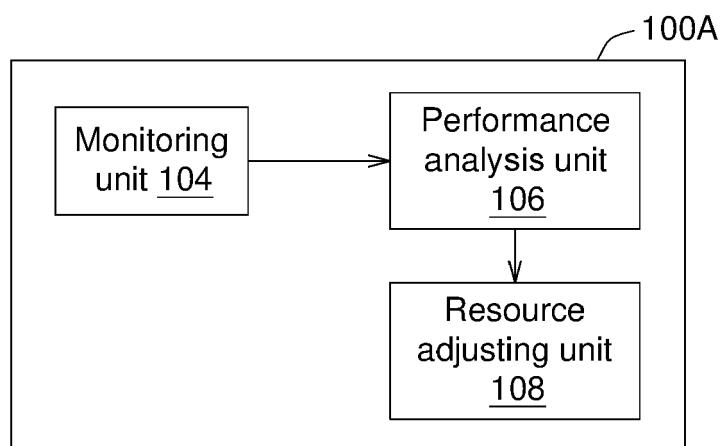 100A
Monitoring
unit 104
Performance
analysis unit
106
Resource
adjusting unit
108